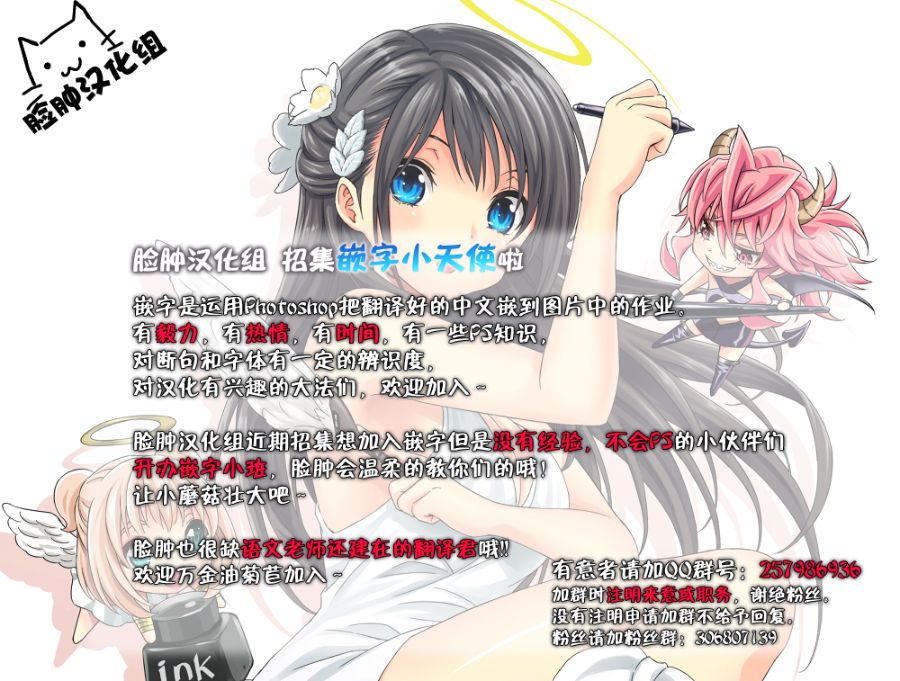 脸肿汉化组
脸肿汉化组 招集嵌字小天使啦
嵌字是运用Photoshop把翻译好的中文嵌到图片中的作业。
有毅力，有热情，有时间，有一些PS知识，
对断句和字体有一定的辨识度，
对汉化有兴趣的大法们，欢迎加入~
脸肿汉化组近期招集想加入嵌字但是没有经验，不会PS的小伙伴们
开办嵌字小班，脸肿会温柔的教你们的哦！
让小蘑菇壮大吧~
脸肿也很缺语文老师还建在的翻译君哦!!
欢迎万金油菊苣加入~
有意者请加QQ群号：257986936
加群时注明来意或职务，谢绝粉丝。
没有注明申请加群不给予回复。
粉丝请加粉丝群：306807139
ink